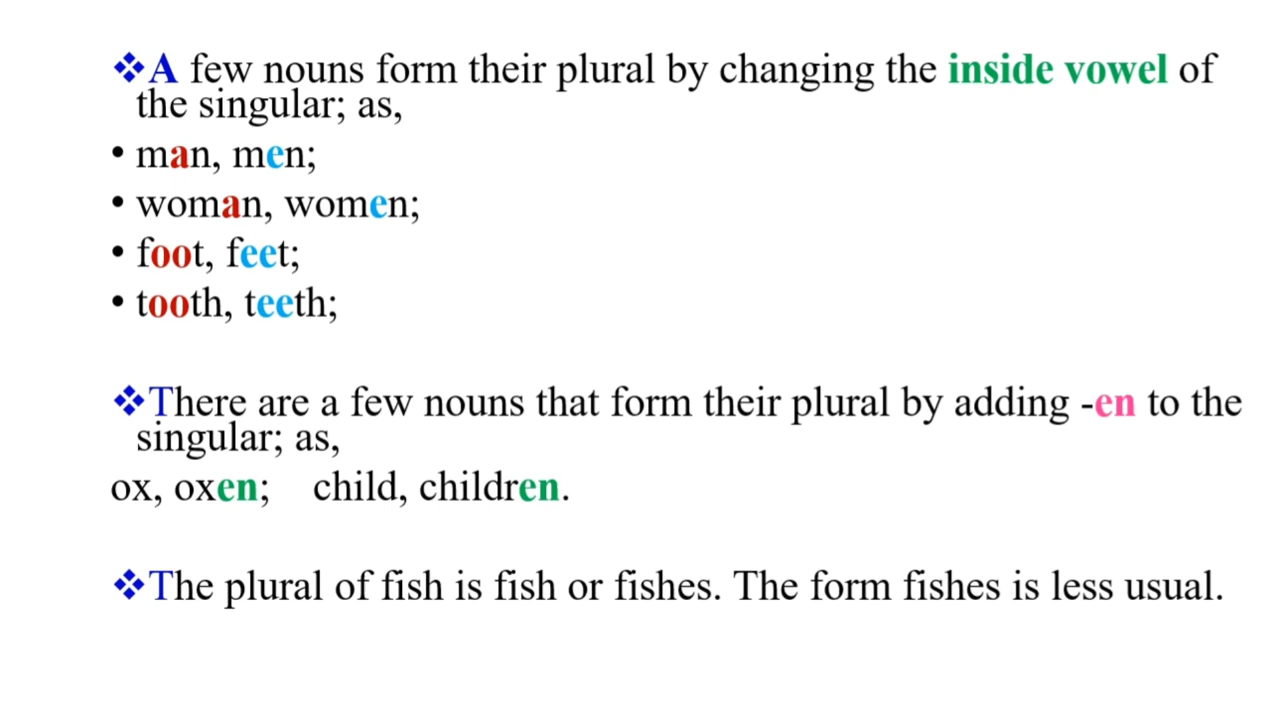 ❖A few nouns form their plural by changing the inside vowel of
the singular; as,
• man, men;
• woman, women;
• foot, feet;
• tooth, teeth;
❖There are a few nouns that form their plural by adding -en to the
singular; as,
ox, oxen; child, children.
❖The plural of fish is fish or fishes. The form fishes is less usual.